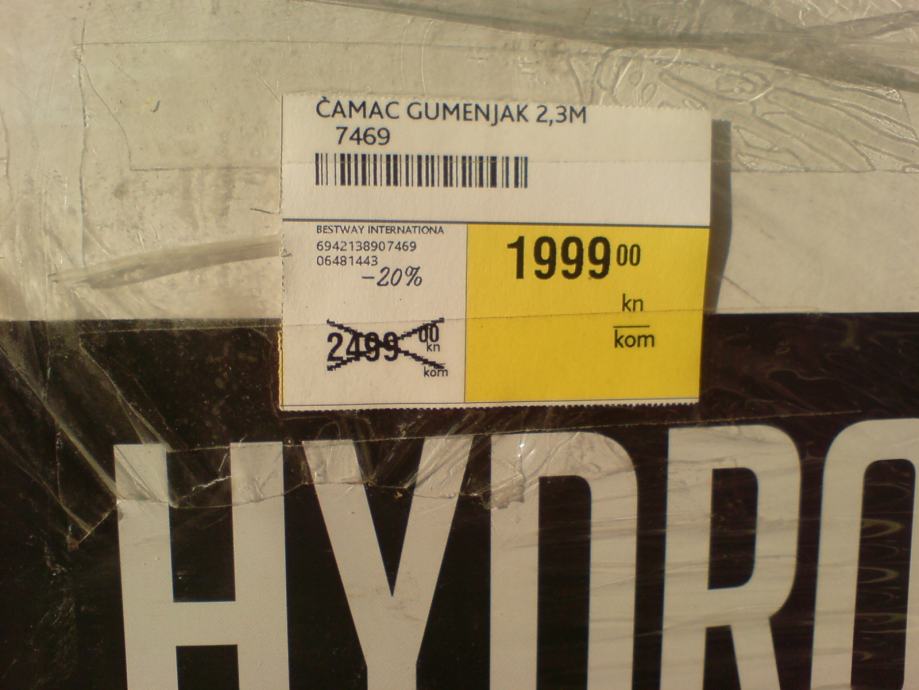 ČAMAC GUMENJAK 2,3M
7469
BESTWAY INTERNATIONA
6942138907469
06481443
-20%
2499 00
kn
kom
1999 00
kn
kom
HYDRO